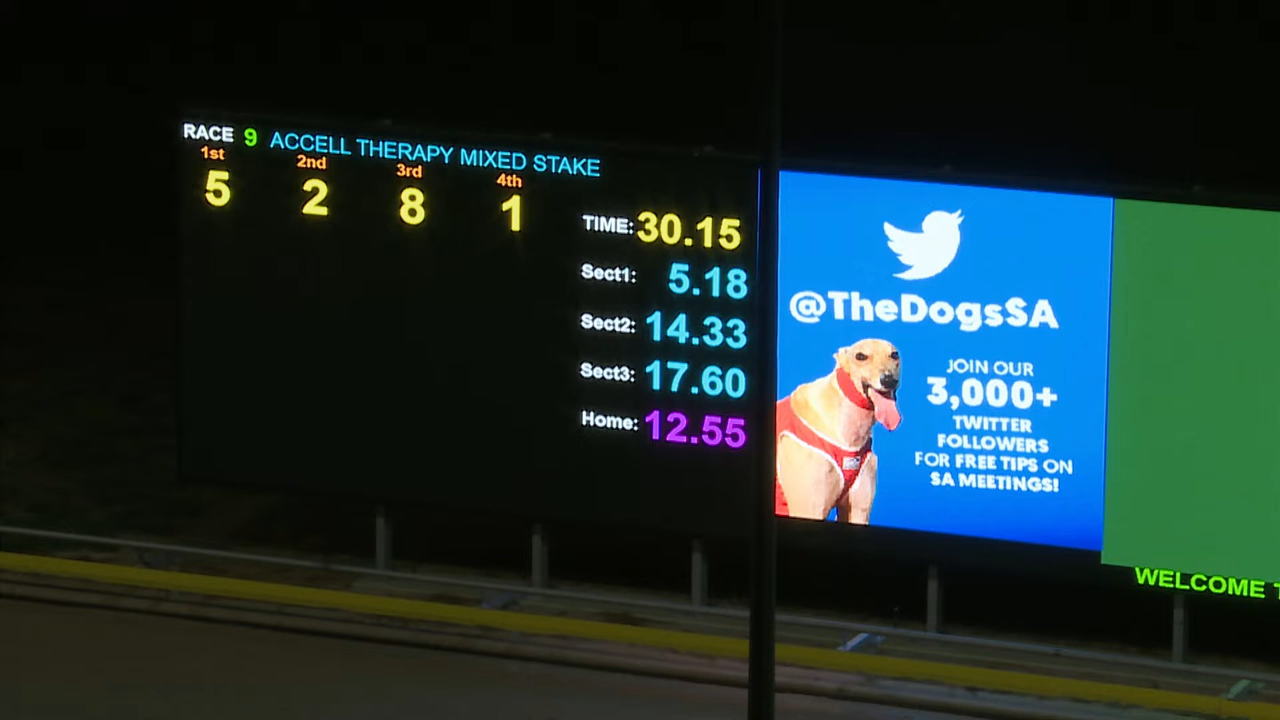 RACE 9 ACCELL THERAPY MIXED STAKE
1st 2nd 3rd 4th
5 2 8 1
TIME: 30.15
Sect1: 5.18
Sect2: 14.33
Sect3: 17.60
Home: 12.55
@TheDogsSA
JOIN OUR
3,000+
TWITTER
FOLLOWERS
FOR FREE TIPS ON
SA MEETINGS!
WELCOME